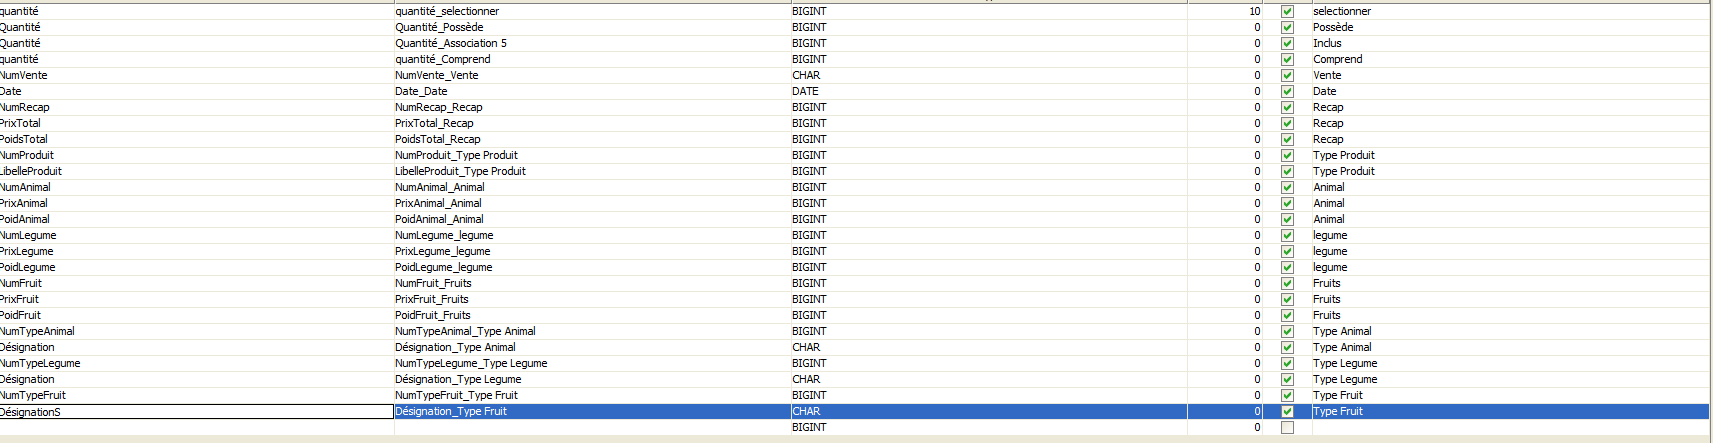 quantité quantité_selectionner BIGINT 10 selectionner
Quantité Quantité_Possède BIGINT 0 Possède
Quantité Quantité_Association 5 BIGINT 0 Inclus
quantité quantité_Comprend BIGINT 0 Comprend
NumVente NumVente_Vente CHAR 0 Vente
Date Date_Date DATE 0 Date
NumRecap NumRecap_Recap BIGINT 0 Recap
PrixTotal PrixTotal_Recap BIGINT 0 Recap
PoidsTotal PoidsTotal_Recap BIGINT 0 Recap
NumProduit NumProduit_Type Produit BIGINT 0 Type Produit
LibelleProduit LibelleProduit_Type Produit BIGINT 0 Type Produit
NumAnimal NumAnimal_Animal BIGINT 0 Animal
PrixAnimal PrixAnimal_Animal BIGINT 0 Animal
PoidAnimal PoidAnimal_Animal BIGINT 0 Animal
NumLegume NumLegume_legume BIGINT 0 legume
PrixLegume PrixLegume_legume BIGINT 0 legume
PoidLegume PoidLegume_legume BIGINT 0 legume
NumFruit NumFruit_Fruits BIGINT 0 Fruits
PrixFruit PrixFruit_Fruits BIGINT 0 Fruits
PoidFruit PoidFruit_Fruits BIGINT 0 Fruits
NumTypeAnimal NumTypeAnimal_Type Animal BIGINT 0 Type Animal
Désignation Désignation_Type Animal CHAR 0 Type Animal
NumTypeLegume NumTypeLegume_Type Legume BIGINT 0 Type Legume
Désignation Désignation_Type Legume CHAR 0 Type Legume
NumTypeFruit NumTypeFruit_Type Fruit BIGINT 0 Type Fruit
DésignationS Désignation_Type Fruit CHAR 0 Type Fruit
BIGINT 0